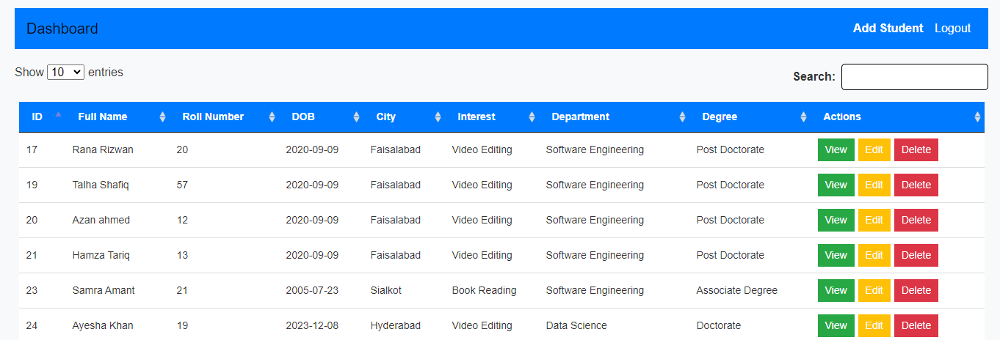 Dashboard Add Student Logout
Show 10 entries Search:
ID Full Name Roll Number DOB City Interest Department Degree Actions
17 Rana Rizwan 20 2020-09-09 Faisalabad Video Editing Software Engineering Post Doctorate View Edit Delete
19 Talha Shafiq 57 2020-09-09 Faisalabad Video Editing Software Engineering Post Doctorate View Edit Delete
20 Azan ahmed 12 2020-09-09 Faisalabad Video Editing Software Engineering Post Doctorate View Edit Delete
21 Hamza Tariq 13 2020-09-09 Faisalabad Video Editing Software Engineering Post Doctorate View Edit Delete
23 Samra Amant 21 2005-07-23 Sialkot Book Reading Software Engineering Associate Degree View Edit Delete
24 Ayesha Khan 19 2023-12-08 Hyderabad Video Editing Data Science Doctorate View Edit Delete